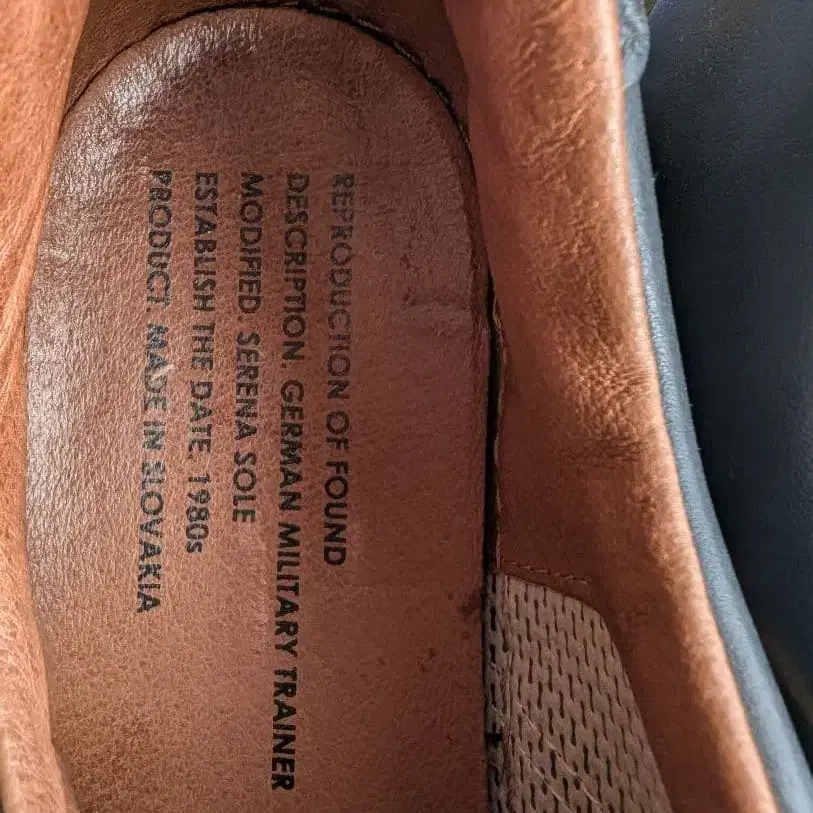 REPRODUCTION OF FOUND
DESCRIPTION. GERMAN MILITARY TRAINER
MODIFIED. SERENA SOLE
ESTABLISH THE DATE. 1980s
PRODUCT. MADE IN SLOVAKIA